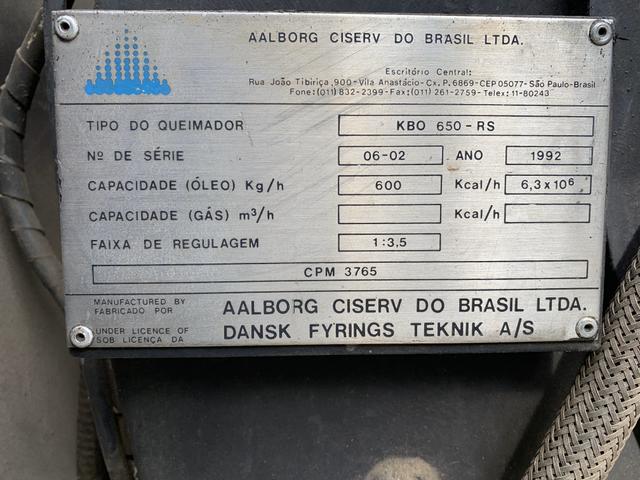 AALBORG CISERV DO BRASIL LTDA.
Escritório Central:
Rua João Tibiriça,900-Vila Anastácio-Cx. P. 6869-CEP 05077-São Paulo-Brasil
Fone:(011) 832-2399-Fax:(011) 261-2759-Telex: 11-80243
TIPO DO QUEIMADOR KBO 650-RS
Nº DE SÉRIE 06-02 ANO 1992
CAPACIDADE (ÓLEO) Kg/h 600 Kcal/h 6,3 x 10⁶
CAPACIDADE (GÁS) m³/h Kcal/h
FAIXA DE REGULAGEM 1:3,5
CPM 3765
MANUFACTURED BY
FABRICADO POR
AALBORG CISERV DO BRASIL LTDA.
UNDER LICENCE OF
SOB LICENÇA DA
DANSK FYRINGS TEKNIK A/S